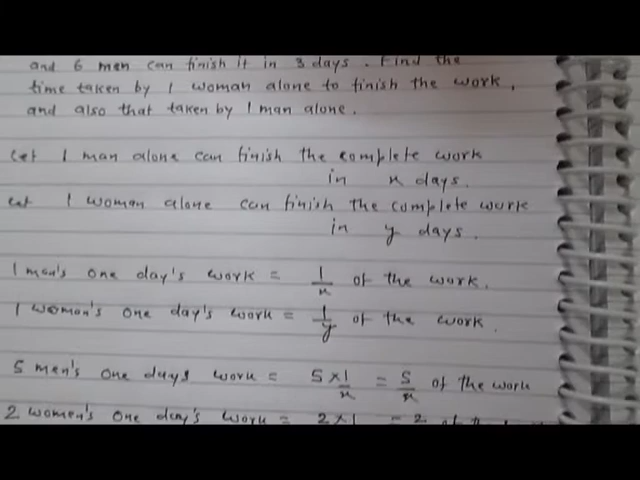 and 6 men can finish it in 3 days. Find the
time taken by 1 woman alone to finish the work,
and also that taken by 1 man alone.
Let 1 man alone can finish the complete work
in x days.
Let 1 woman alone can finish the complete work
in y days.
1 man's one day's work = 1/x of the work.
1 woman's one day's work = 1/y of the work.
5 men's one days work = 5×1/x = 5/x of the work
2 women's one day's work = 2×1 = 2 of the